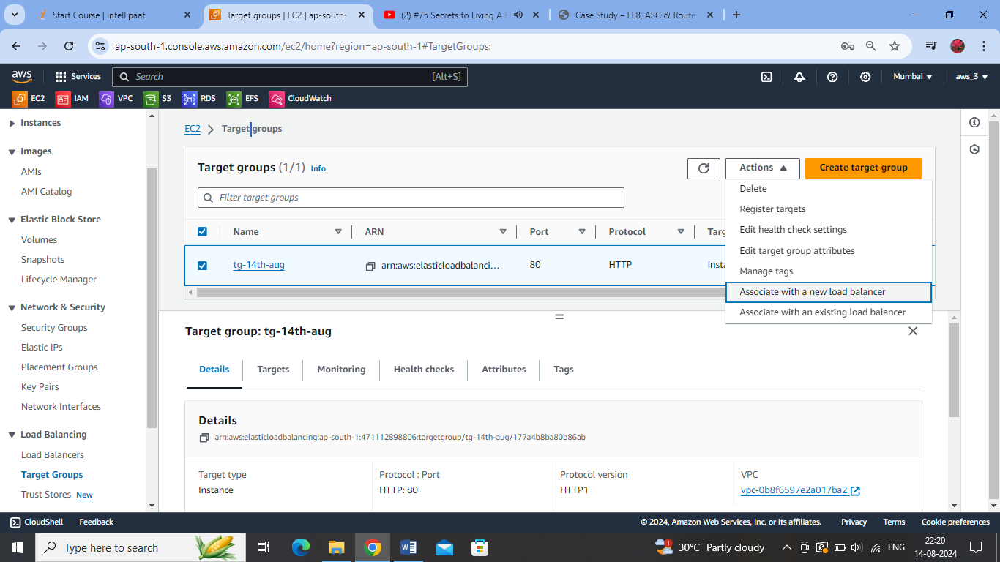 Start Course | Intellipaat
Target groups | EC2 | ap-south-
(2) #75 Secrets to Living A H
Case Study – ELB, ASG & Route
ap-south-1.console.aws.amazon.com/ec2/home?region=ap-south-1#TargetGroups:
aws Services Search [Alt+S] Mumbai aws_3
EC2 IAM VPC S3 RDS EFS CloudWatch
Instances
Images
AMIs
AMI Catalog
Elastic Block Store
Volumes
Snapshots
Lifecycle Manager
Network & Security
Security Groups
Elastic IPs
Placement Groups
Key Pairs
Network Interfaces
Load Balancing
Load Balancers
Target Groups
Trust Stores New
EC2 Target groups
Target groups (1/1) Info
Actions
Create target group
Filter target groups
Delete
Register targets
Edit health check settings
Edit target group attributes
Manage tags
Associate with a new load balancer
Associate with an existing load balancer
Name ARN Port Protocol Targ
tg-14th-aug arn:aws:elasticloadbalanci... 80 HTTP Insta
Target group: tg-14th-aug
Details Targets Monitoring Health checks Attributes Tags
Details
arn:aws:elasticloadbalancing:ap-south-1:471112898806:targetgroup/tg-14th-aug/177a4b8ba80b86ab
Target type Protocol : Port Protocol version VPC
Instance HTTP: 80 HTTP1 vpc-0b8f6597e2a017ba2
CloudShell Feedback © 2024, Amazon Web Services, Inc. or its affiliates. Privacy Terms Cookie preferences
Type here to search 1 30°C Partly cloudy ENG 22:20
14-08-2024